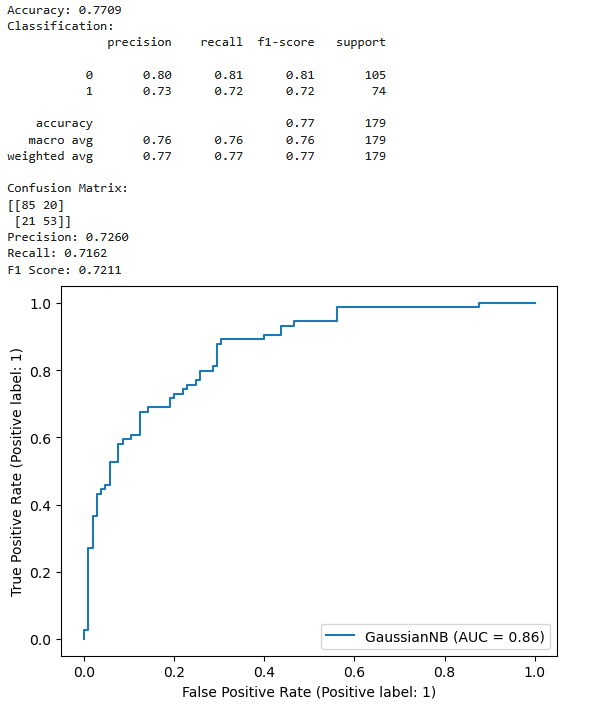 Accuracy: 0.7709
Classification:
precision recall f1-score support
0 0.80 0.81 0.81 105
1 0.73 0.72 0.72 74
accuracy 0.77 179
macro avg 0.76 0.76 0.76 179
weighted avg 0.77 0.77 0.77 179
Confusion Matrix:
[[85 20]
[21 53]]
Precision: 0.7260
Recall: 0.7162
F1 Score: 0.7211
1.0
0.8
0.6
0.4
0.2
0.0
True Positive Rate (Positive label: 1)
GaussianNB (AUC = 0.86)
0.0 0.2 0.4 0.6 0.8 1.0
False Positive Rate (Positive label: 1)